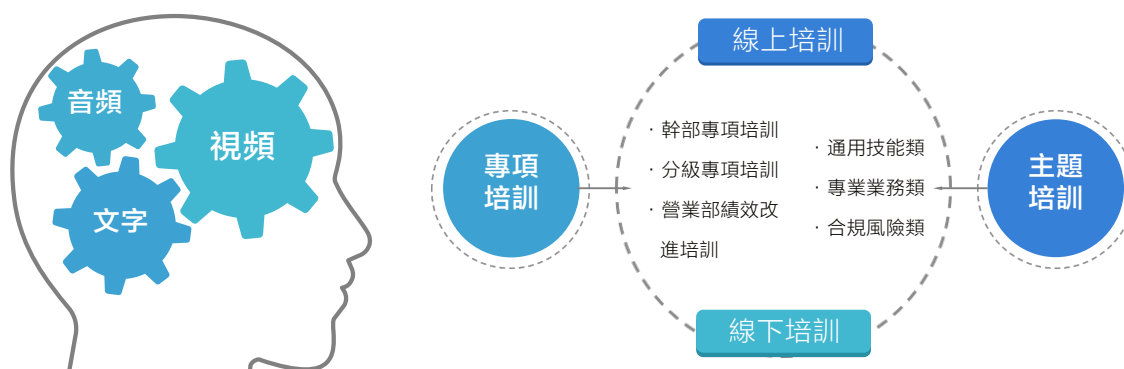 音頻
視頻
文字
線上培訓
專項
培訓
· 幹部專項培訓
· 分級專項培訓
· 營業部績效改
進培訓
· 通用技能類
· 專業業務類
· 合規風險類
主題
培訓
線下培訓